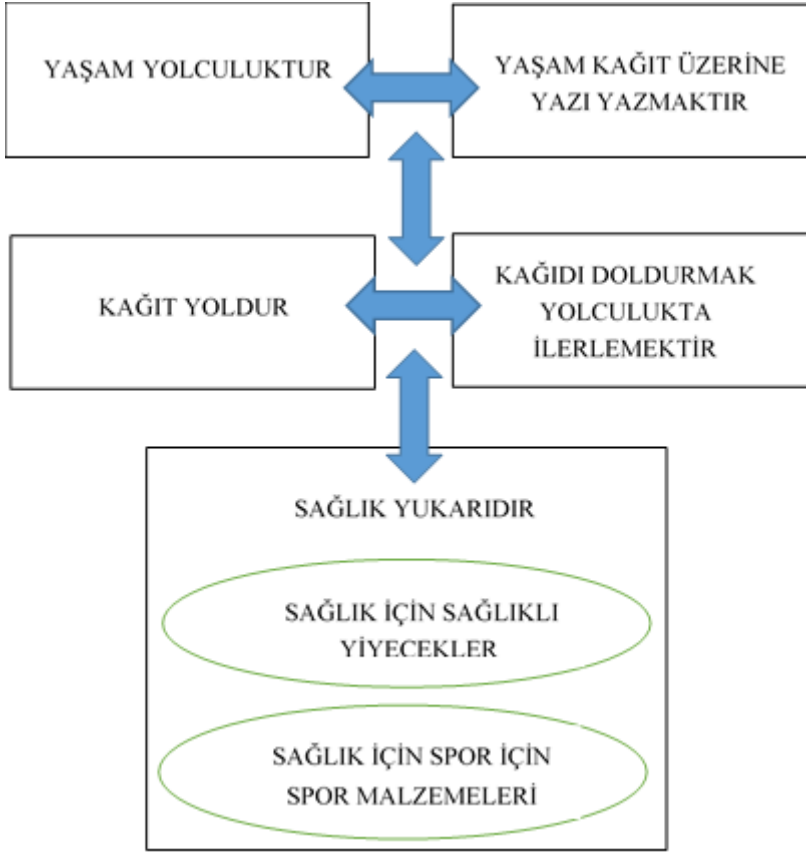 YAŞAM YOLCULUKTUR
YAŞAM KAĞIT ÜZERİNE
YAZI YAZMAKTIR
KAĞIT YOLDUR
KAĞIDI DOLDURMAK
YOLCULUKTA
İLERLEMEKTİR
SAĞLIK YUKARIDIR
SAĞLIK İÇİN SAĞLIKLI
YİYECEKLER
SAĞLIK İÇİN SPOR İÇİN
SPOR MALZEMELERİ